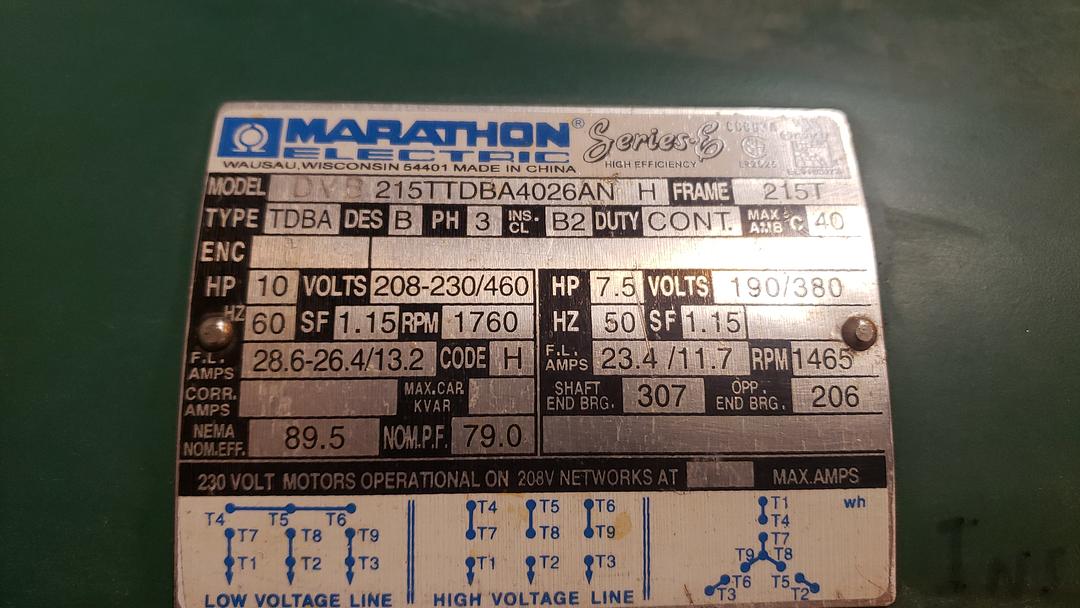 MARATHON® Series-E
ELECTRIC HIGH EFFICIENCY
WAUSAU, WISCONSIN 54401 MADE IN CHINA
MODEL DVB 215TTDBA4026AN H FRAME 215T
TYPE TDBA DES B PH 3 INS. CL B2 DUTY CONT. MAX AMB °C 40
ENC
HP 10 VOLTS 208-230/460 HP 7.5 VOLTS 190/380
HZ 60 SF 1.15 RPM 1760 HZ 50 SF 1.15
F.L. AMPS 28.6-26.4/13.2 CODE H F.L. AMPS 23.4/11.7 RPM 1465
CORR. AMPS MAX.CAR. KVAR SHAFT END BRG. 307 OPP. END BRG. 206
NEMA NOM.EFF. 89.5 NOM.P.F. 79.0
230 VOLT MOTORS OPERATIONAL ON 208V NETWORKS AT MAX.AMPS
T4 T5 T6 T4 T5 T6 T1 wh
T7 T8 T9 T7 T8 T9 T4
T7
T1 T2 T3 T1 T2 T3 T9 T8
T6 T5
T3 T2
LOW VOLTAGE LINE HIGH VOLTAGE LINE